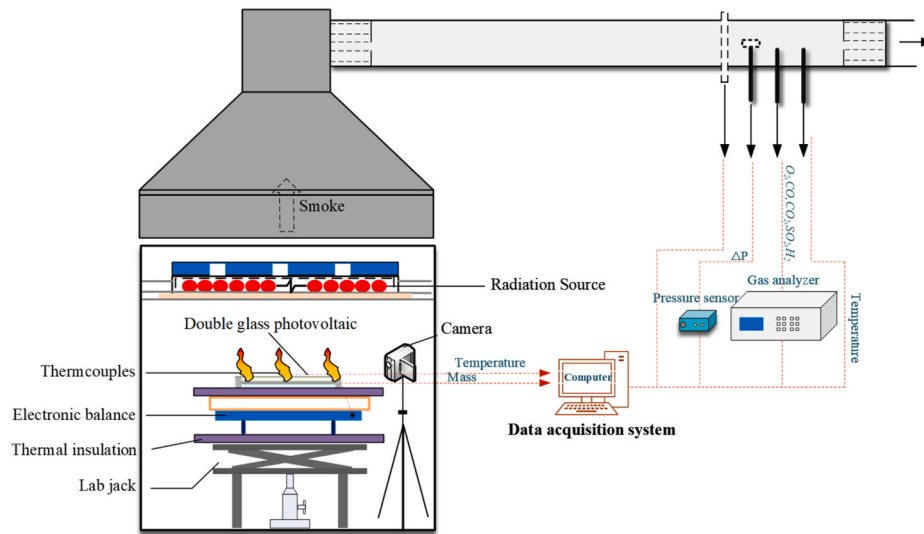 Smoke
Radiation Source
Double glass photovoltaic
Camera
Thermcouples
Electronic balance
Thermal insulation
Lab jack
Temperature
Mass
Computer
Data acquisition system
ΔP
Pressure sensor
Gas analyzer
O₂,CO,CO₂,SO₂,H₂
Temperature